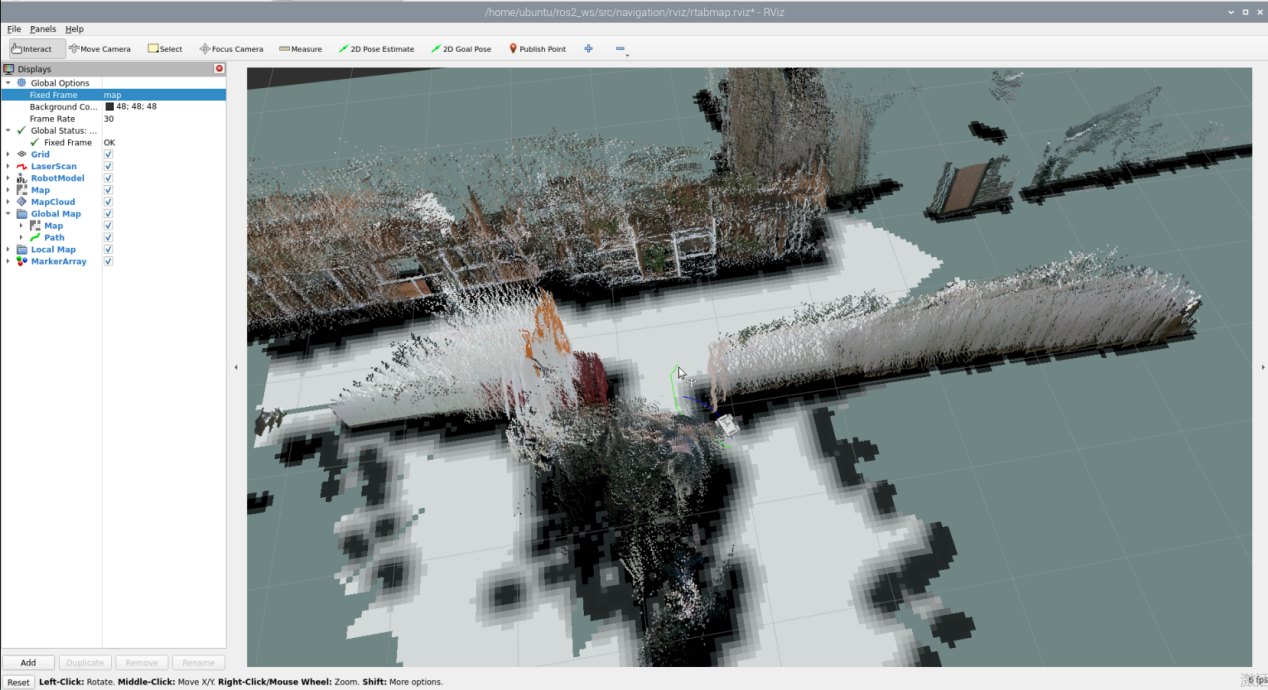 /home/ubuntu/ros2_ws/src/navigation/rviz/rtabmap.rviz* - RViz
File Panels Help
Interact Move Camera Select Focus Camera Measure 2D Pose Estimate 2D Goal Pose Publish Point
Displays
Global Options
Fixed Frame map
Background Co... 48; 48; 48
Frame Rate 30
Global Status: ...
Fixed Frame OK
Grid
LaserScan
RobotModel
Map
MapCloud
Global Map
Map
Path
Local Map
MarkerArray
Add Duplicate Remove Rename
Reset Left-Click: Rotate. Middle-Click: Move X/Y. Right-Click/Mouse Wheel: Zoom. Shift: More options. fps